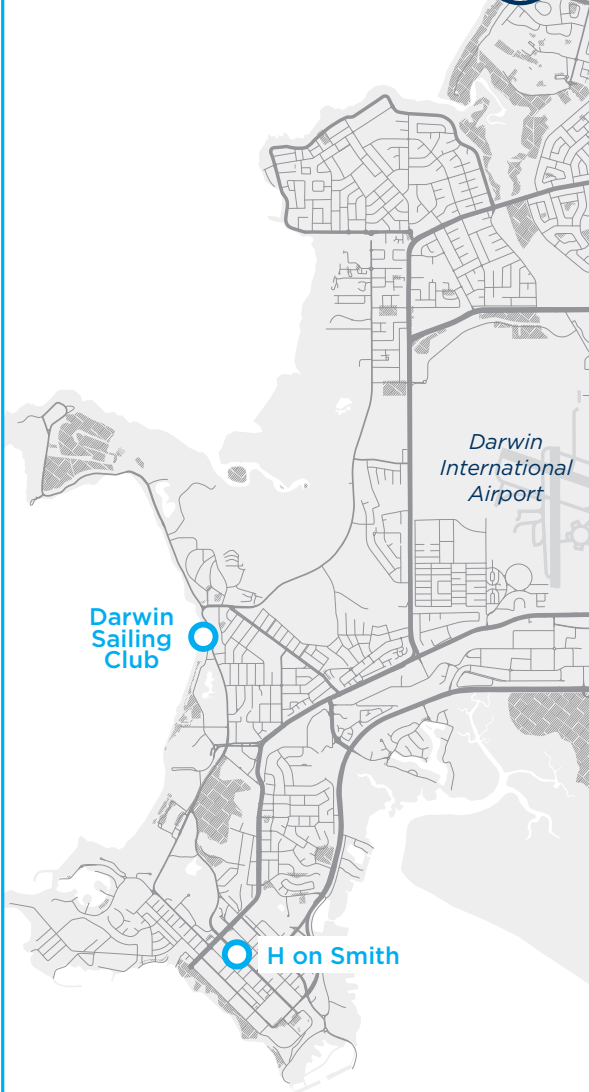 Darwin
International
Airport
Darwin
Sailing
Club
H on Smith